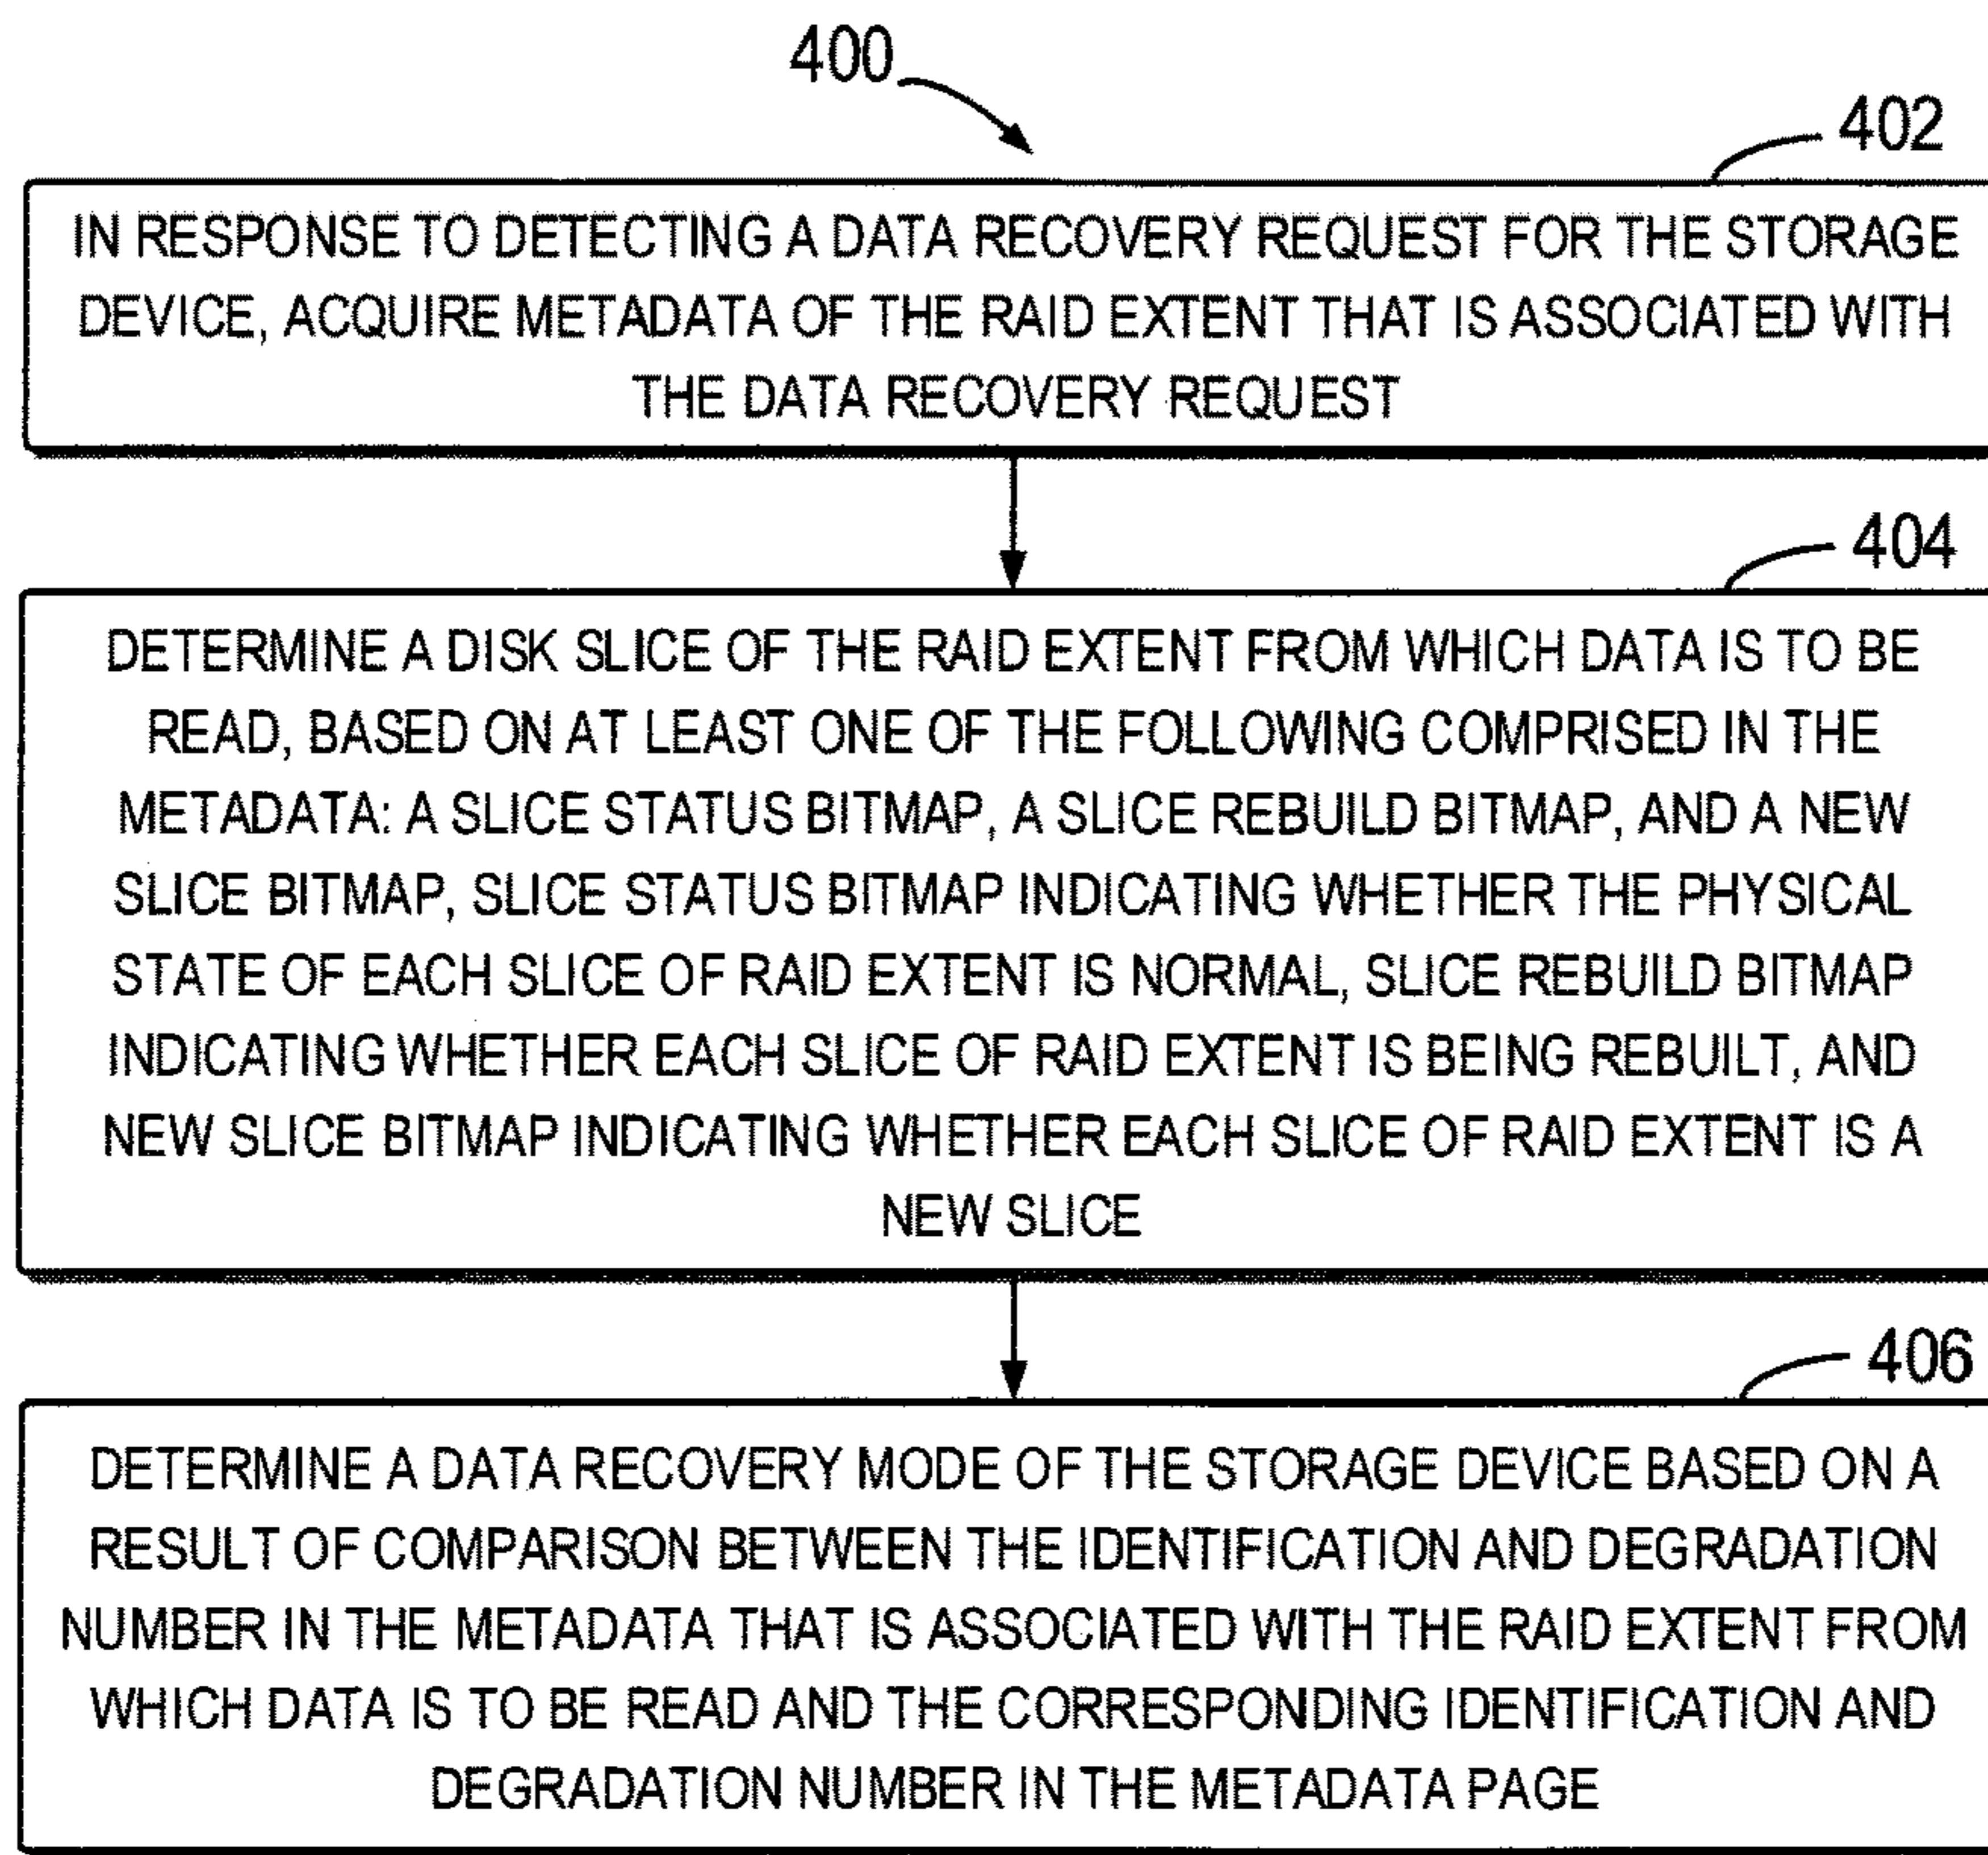 400
402
IN RESPONSE TO DETECTING A DATA RECOVERY REQUEST FOR THE STORAGE
DEVICE, ACQUIRE METADATA OF THE RAID EXTENT THAT IS ASSOCIATED WITH
THE DATA RECOVERY REQUEST
404
DETERMINE A DISK SLICE OF THE RAID EXTENT FROM WHICH DATA IS TO BE
READ, BASED ON AT LEAST ONE OF THE FOLLOWING COMPRISED IN THE
METADATA: A SLICE STATUS BITMAP, A SLICE REBUILD BITMAP, AND A NEW
SLICE BITMAP, SLICE STATUS BITMAP INDICATING WHETHER THE PHYSICAL
STATE OF EACH SLICE OF RAID EXTENT IS NORMAL, SLICE REBUILD BITMAP
INDICATING WHETHER EACH SLICE OF RAID EXTENT IS BEING REBUILT, AND
NEW SLICE BITMAP INDICATING WHETHER EACH SLICE OF RAID EXTENT IS A
NEW SLICE
406
DETERMINE A DATA RECOVERY MODE OF THE STORAGE DEVICE BASED ON A
RESULT OF COMPARISON BETWEEN THE IDENTIFICATION AND DEGRADATION
NUMBER IN THE METADATA THAT IS ASSOCIATED WITH THE RAID EXTENT FROM
WHICH DATA IS TO BE READ AND THE CORRESPONDING IDENTIFICATION AND
DEGRADATION NUMBER IN THE METADATA PAGE